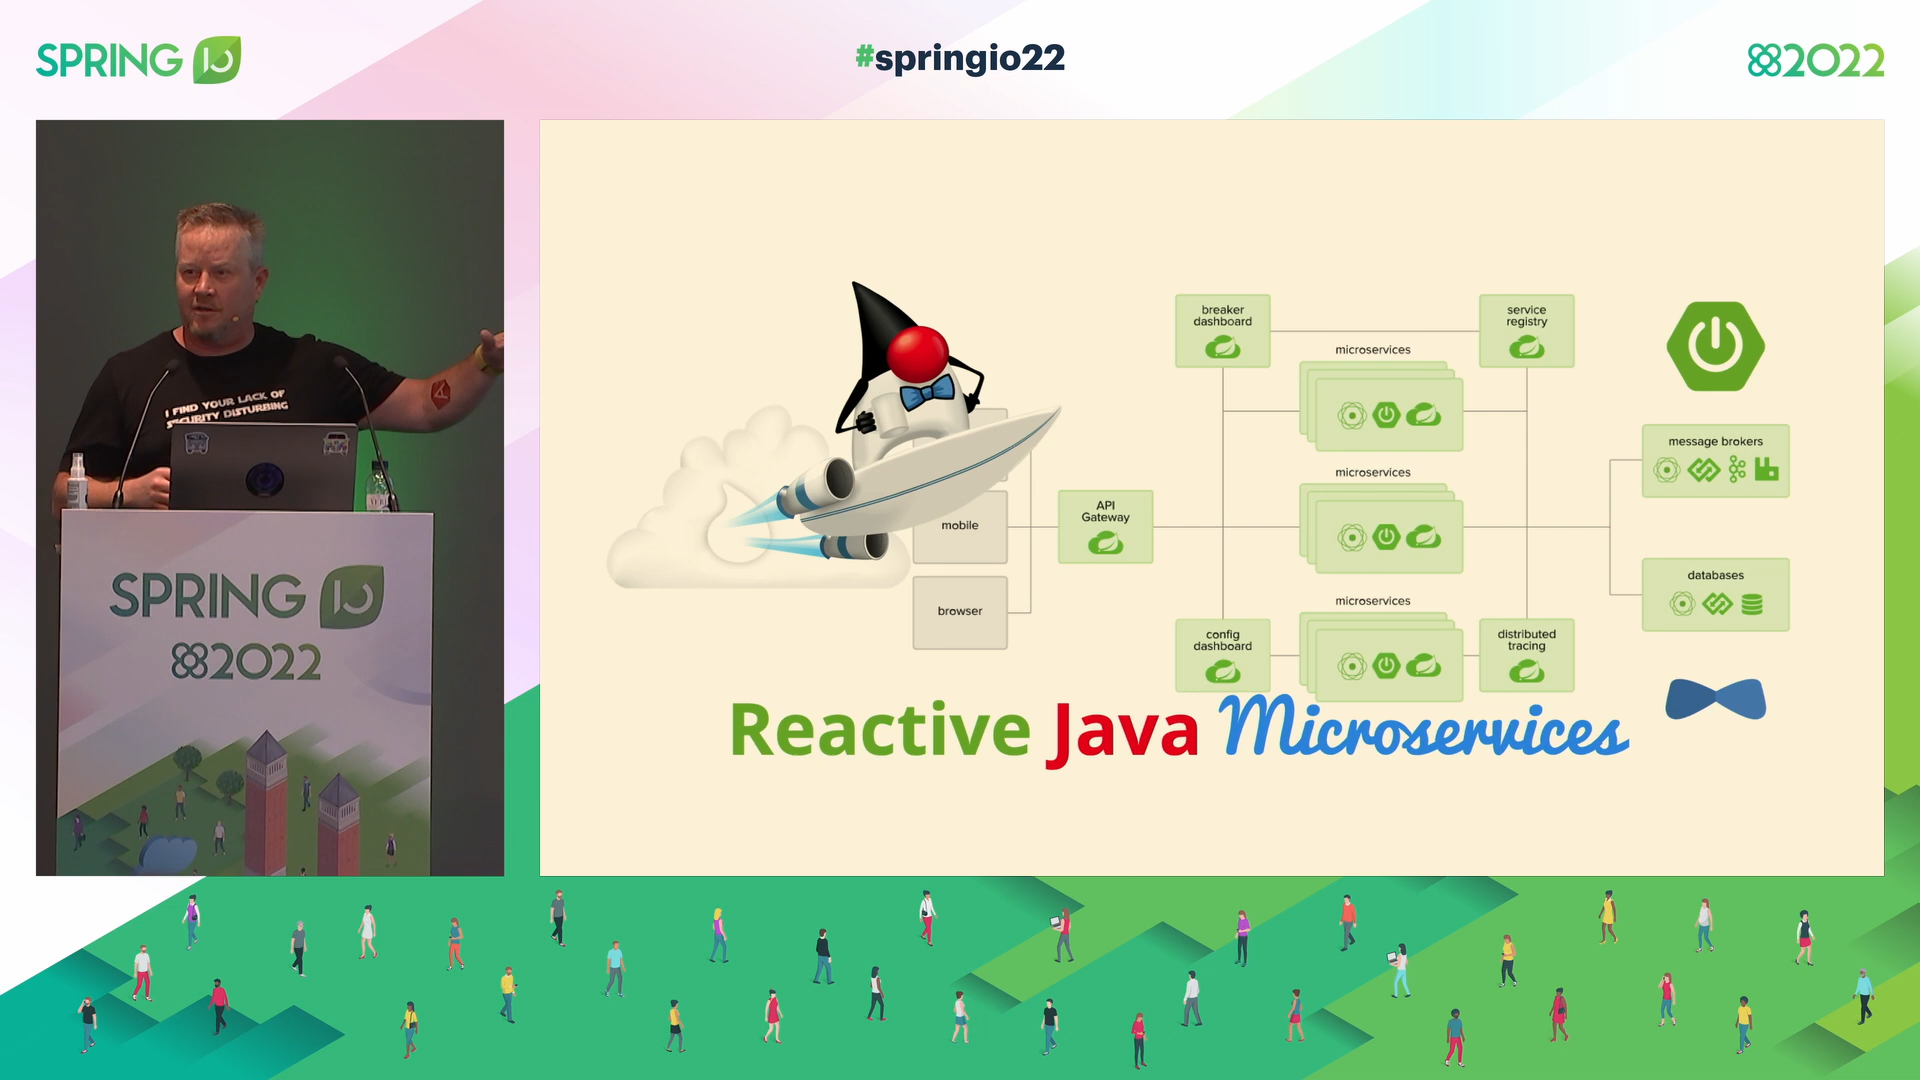 SPRING IO
#springio22
2022
I FIND YOUR LACK OF
SECURITY DISTURBING
SPRING IO
2022
breaker
dashboard
service
registry
microservices
message brokers
microservices
API
Gateway
mobile
databases
microservices
browser
config
dashboard
distributed
tracing
Reactive Java Microservices